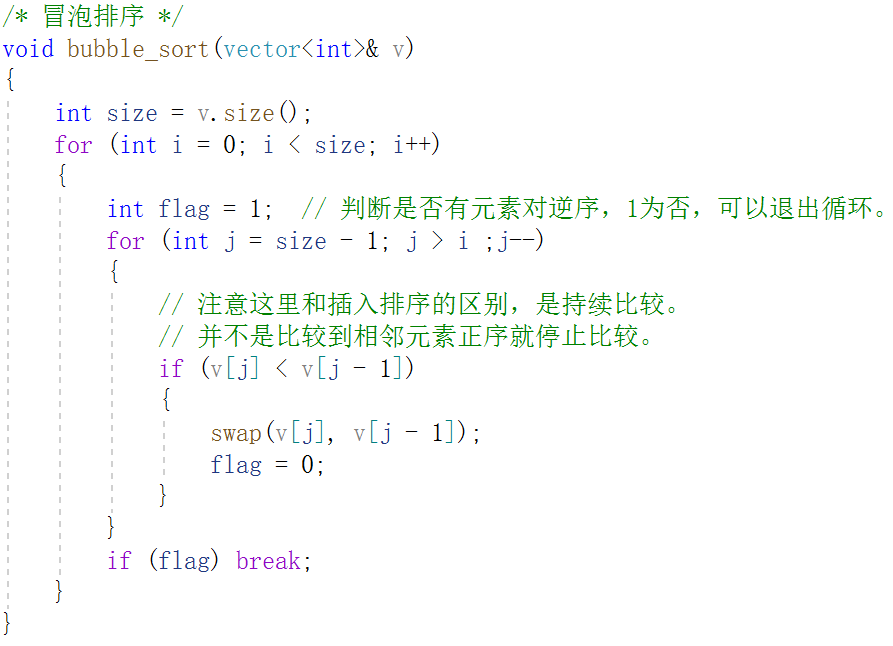 /* 冒泡排序 */
void bubble_sort(vector<int>& v)
{
    int size = v.size();
    for (int i = 0; i < size; i++)
    {
        int flag = 1;  // 判断是否有元素对逆序，1为否，可以退出循环。
        for (int j = size - 1; j > i ;j--)
        {
            // 注意这里和插入排序的区别，是持续比较。
            // 并不是比较到相邻元素正序就停止比较。
            if (v[j] < v[j - 1])
            {
                swap(v[j], v[j - 1]);
                flag = 0;
            }
        }
        if (flag) break;
    }
}